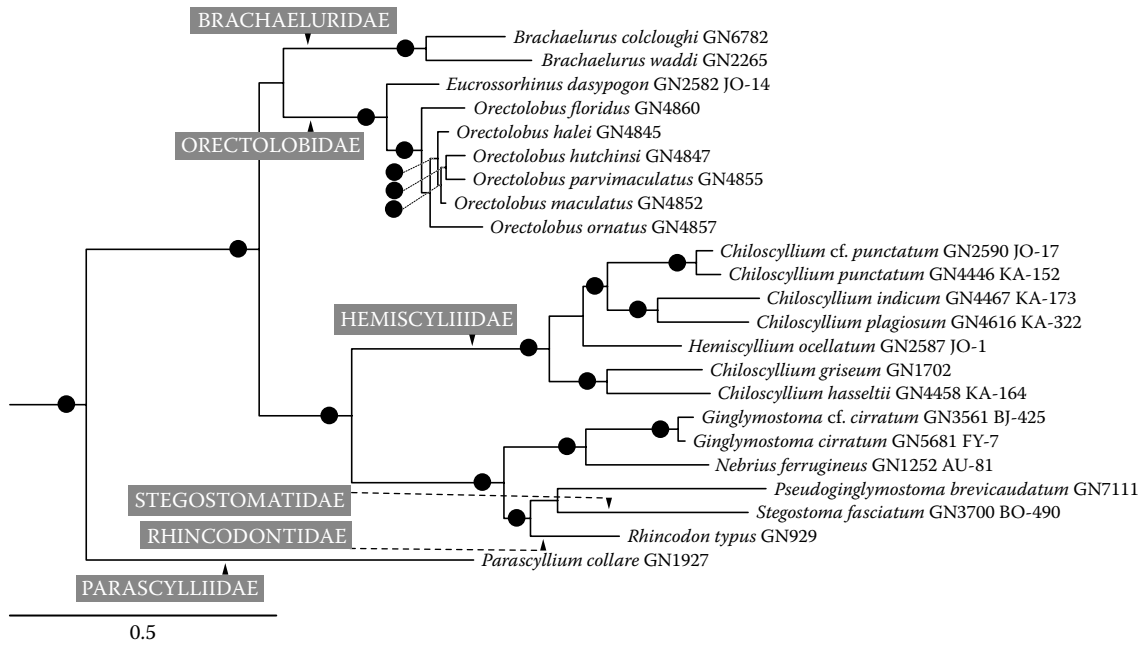 BRACHAELURIDAE
Brachaelurus colcloughi GN6782
Brachaelurus waddi GN2265
Eucrossorhinus dasypogon GN2582 JO-14
Orectolobus floridus GN4860
Orectolobus halei GN4845
ORECTOLOBIDAE
Orectolobus hutchinsi GN4847
Orectolobus parvimaculatus GN4855
Orectolobus maculatus GN4852
Orectolobus ornatus GN4857
Chiloscyllium cf. punctatum GN2590 JO-17
Chiloscyllium punctatum GN4446 KA-152
Chiloscyllium indicum GN4467 KA-173
HEMISCYLIIIDAE
Chiloscyllium plagiosum GN4616 KA-322
Hemiscyllium ocellatum GN2587 JO-1
Chiloscyllium griseum GN1702
Chiloscyllium hasseltii GN4458 KA-164
Ginglymostoma cf. cirratum GN3561 BJ-425
Ginglymostoma cirratum GN5681 FY-7
Nebrius ferrugineus GN1252 AU-81
Pseudoginglymostoma brevicaudatum GN7111
STEGOSTOMATIDAE
Stegostoma fasciatum GN3700 BO-490
RHINCODONTIDAE
Rhincodon typus GN929
Parascyllium collare GN1927
PARASCYLLIIDAE
0.5